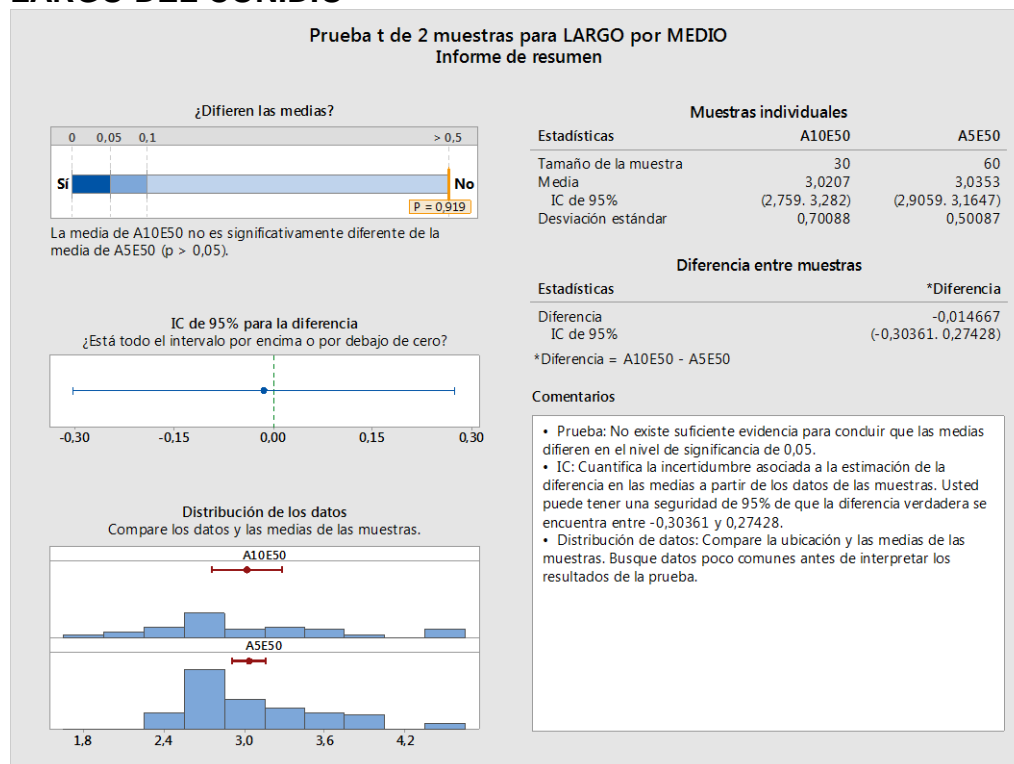 Prueba t de 2 muestras para LARGO por MEDIO
Informe de resumen
¿Difieren las medias?
0 0,05 0,1 > 0,5
Sí No
P = 0,919
La media de A10E50 no es significativamente diferente de la
media de A5E50 (p > 0,05).
IC de 95% para la diferencia
¿Está todo el intervalo por encima o por debajo de cero?
-0,30 -0,15 0,00 0,15 0,30
Distribución de los datos
Compare los datos y las medias de las muestras.
A10E50
A5E50
1,8 2,4 3,0 3,6 4,2
Muestras individuales
Estadísticas A10E50 A5E50
Tamaño de la muestra 30 60
Media 3,0207 3,0353
IC de 95% (2,759. 3,282) (2,9059. 3,1647)
Desviación estándar 0,70088 0,50087
Diferencia entre muestras
Estadísticas *Diferencia
Diferencia -0,014667
IC de 95% (-0,30361. 0,27428)
*Diferencia = A10E50 - A5E50
Comentarios
• Prueba: No existe suficiente evidencia para concluir que las medias
difieren en el nivel de significancia de 0,05.
• IC: Cuantifica la incertidumbre asociada a la estimación de la
diferencia en las medias a partir de los datos de las muestras. Usted
puede tener una seguridad de 95% de que la diferencia verdadera se
encuentra entre -0,30361 y 0,27428.
• Distribución de datos: Compare la ubicación y las medias de las
muestras. Busque datos poco comunes antes de interpretar los
resultados de la prueba.